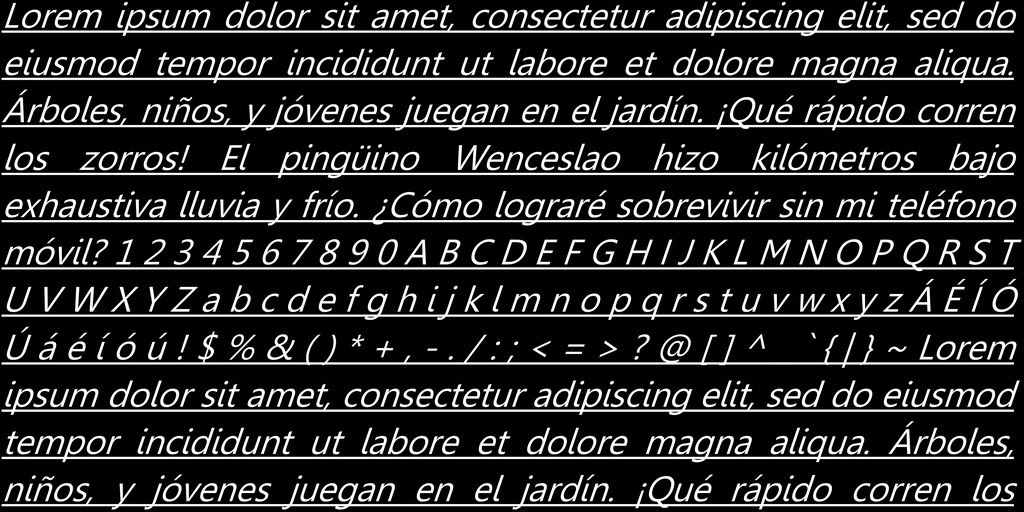 Lorem ipsum dolor sit amet, consectetur adipiscing elit, sed do
eiusmod tempor incididunt ut labore et dolore magna aliqua.
Árboles, niños, y jóvenes juegan en el jardín. ¡Qué rápido corren
los zorros! El pingüino Wenceslao hizo kilómetros bajo
exhaustiva lluvia y frío. ¿Cómo lograré sobrevivir sin mi teléfono
móvil? 1 2 3 4 5 6 7 8 9 0 A B C D E F G H I J K L M N O P Q R S T
U V W X Y Z a b c d e f g h i j k l m n o p q r s t u v w x y z Á É Í Ó
Ú á é í ó ú ! $ % & ( ) * + , - . / : ; < = > ? @ [ ] ^ _ ` { | } ~ Lorem
ipsum dolor sit amet, consectetur adipiscing elit, sed do eiusmod
tempor incididunt ut labore et dolore magna aliqua. Árboles,
niños, y jóvenes juegan en el jardín. ¡Qué rápido corren los